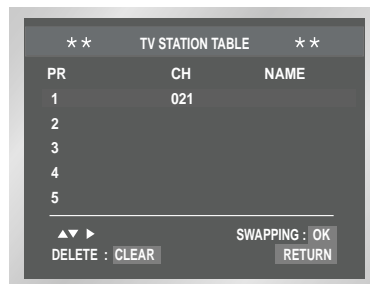 ** TV STATION TABLE **
PR CH NAME
1 021
2
3
4
5
▲▼ ► SWAPPING : OK
DELETE : CLEAR RETURN